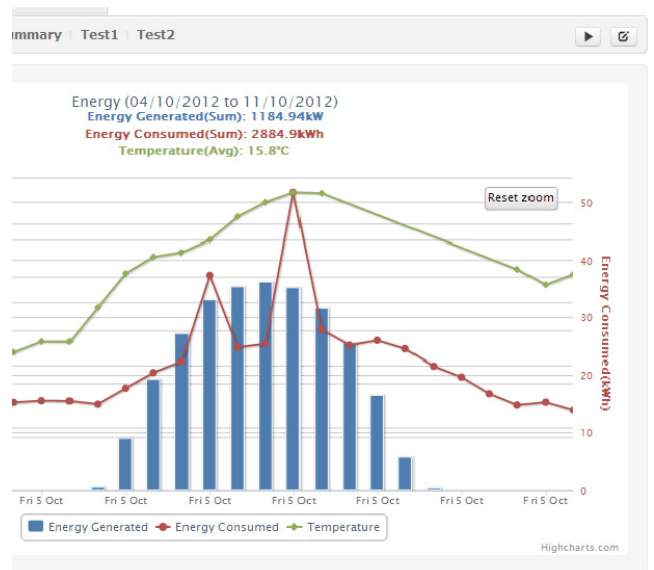 ummary Test1 Test2
Energy (04/10/2012 to 11/10/2012)
Energy Generated(Sum): 1184.94kW
Energy Consumed(Sum): 2884.9kWh
Temperature(Avg): 15.8°C
Reset zoom
50
40
30
20
10
0
Energy Consumed(kWh)
Fri 5 Oct Fri 5 Oct Fri 5 Oct Fri 5 Oct Fri 5 Oct Fri 5 Oct Fri 5 Oct
Energy Generated Energy Consumed Temperature
Highcharts.com